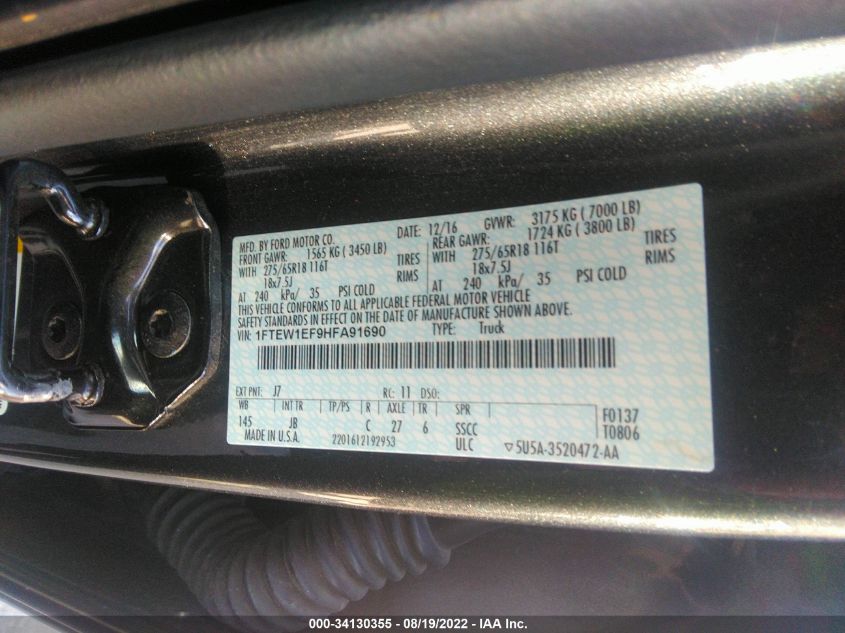 MFD. BY FORD MOTOR CO. DATE: 12/16 GVWR: 3175 KG ( 7000 LB)
FRONT GAWR: 1565 KG ( 3450 LB) REAR GAWR: 1724 KG ( 3800 LB)
WITH 275/65R18 116T TIRES WITH 275/65R18 116T TIRES
18x7.5J RIMS 18x7.5J RIMS
AT 240 kPa/ 35 PSI COLD AT 240 kPa/ 35 PSI COLD
THIS VEHICLE CONFORMS TO ALL APPLICABLE FEDERAL MOTOR VEHICLE
SAFETY STANDARDS IN EFFECT ON THE DATE OF MANUFACTURE SHOWN ABOVE.
VIN: 1FTEW1EF9HFA91690 TYPE: Truck
EXT PNT: J7 RC: 11 DSO:
WB INT TR TP/PS R AXLE TR SPR F0137
145 JB C 27 6 SSCC T0806
MADE IN U.S.A. 2201612192953 ULC ▽5U5A-3520472-AA
000-34130355 - 08/19/2022 - IAA Inc.